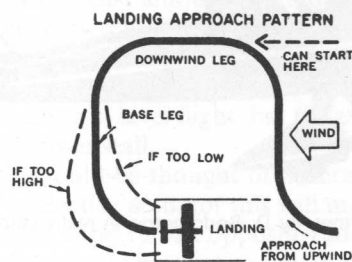 LANDING APPROACH PATTERN
DOWNWIND LEG
CAN START
HERE
BASE LEG
WIND
IF TOO LOW
IF TOO
HIGH
LANDING
APPROACH
FROM UPWIND